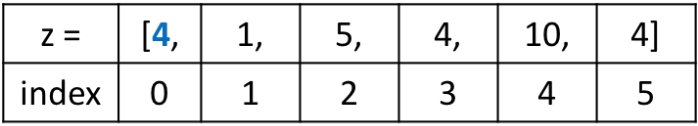 z = [4, 1, 5, 4, 10, 4]
index 0 1 2 3 4 5